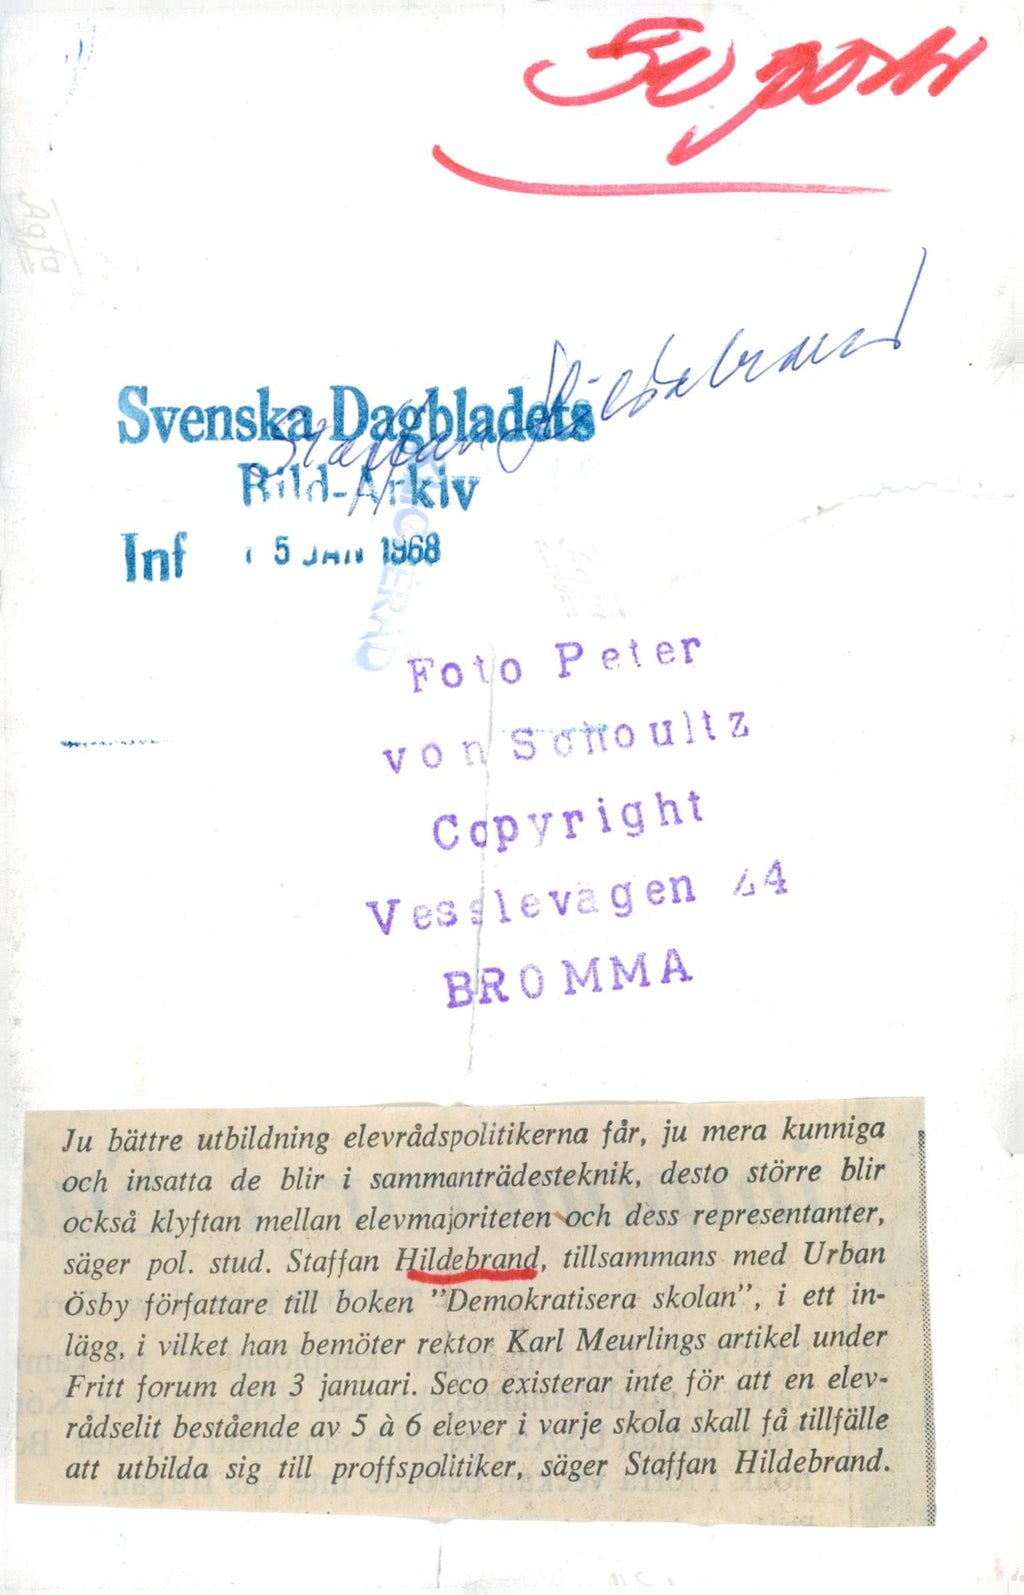 Agfa
Svenska Dagbladets
Staffan Hildebrand
Bild-Arkiv
Inf 5 JAN 1968
Foto Peter
von Schoultz
Copyright
Vesslevägen
BROMMA
Ju bättre utbildning elevrådspolitikerna får, ju mera kunniga
och insatta de blir i sammanträdesteknik, desto större blir
också klyftan mellan elevmajoriteten och dess representanter,
säger pol. stud. Staffan Hildebrand, tillsammans med Urban
Ösby författare till boken ”Demokratisera skolan”, i ett in-
lägg, i vilket han bemöter rektor Karl Meurlings artikel under
Fritt forum den 3 januari. Seco existerar inte för att en elev-
rådselit bestående av 5 à 6 elever i varje skola skall få tillfälle
att utbilda sig till proffspolitiker, säger Staffan Hildebrand.